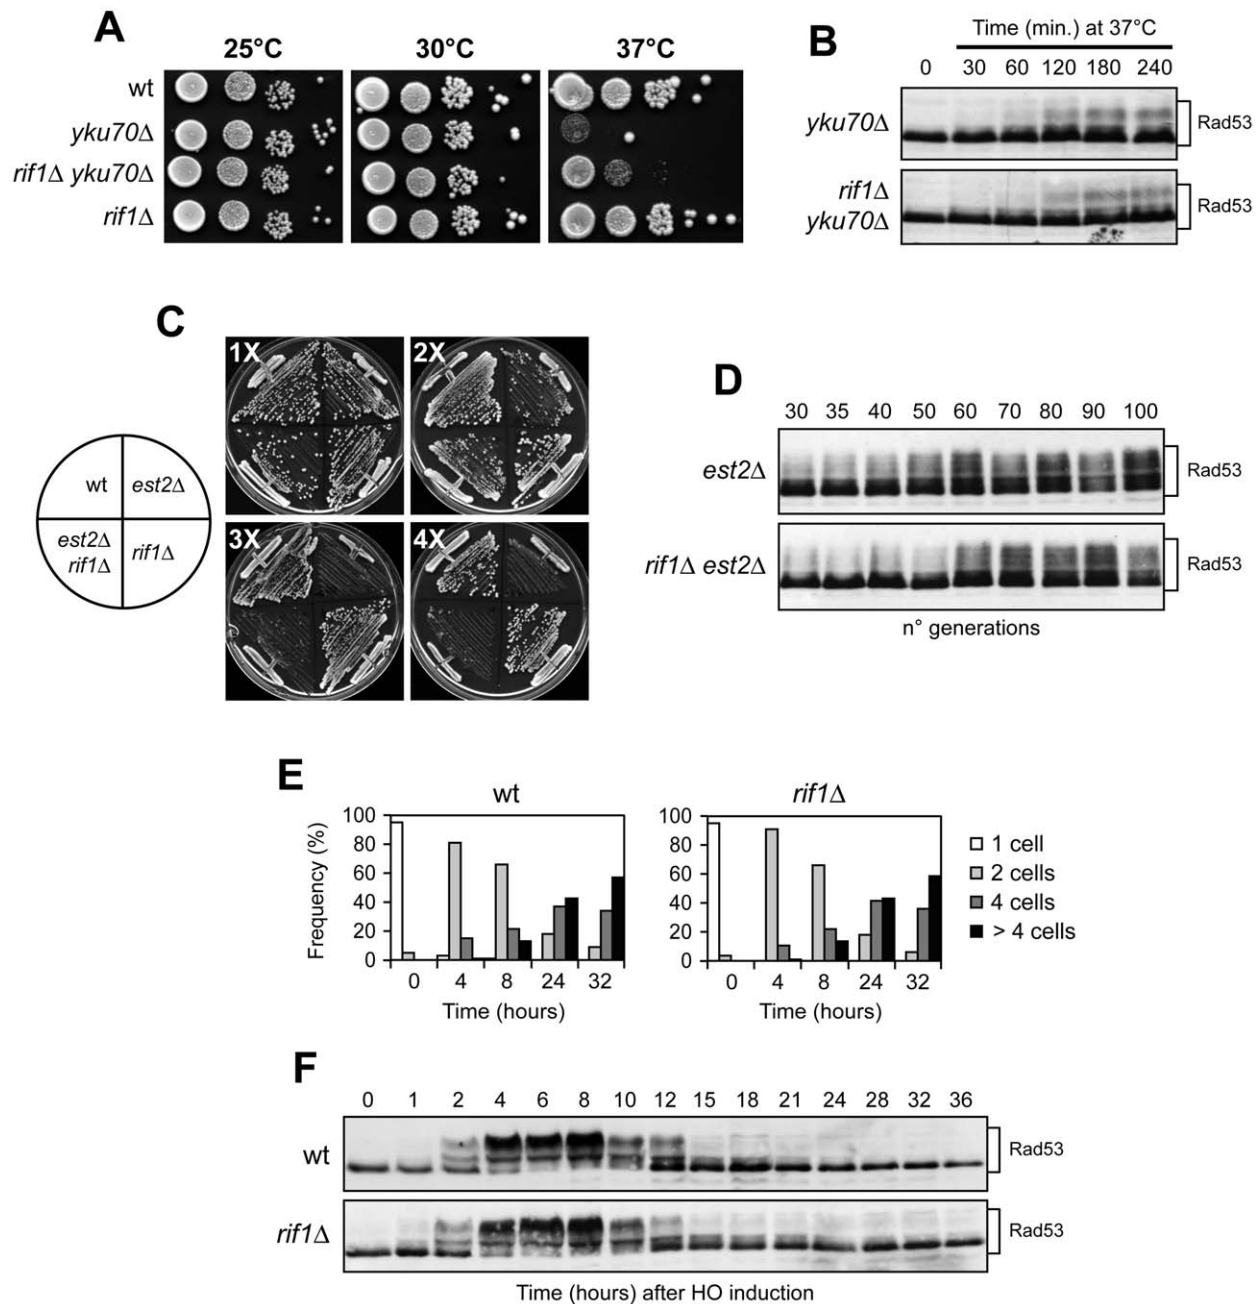 A
25°C 30°C 37°C
wt
yku70Δ
rif1Δ yku70Δ
rif1Δ
B
Time (min.) at 37°C
0 30 60 120 180 240
yku70Δ
Rad53
rif1Δ
yku70Δ
Rad53
C
1X
2X
3X
4X
wt
est2Δ
est2Δ
rif1Δ
rif1Δ
D
30 35 40 50 60 70 80 90 100
est2Δ
Rad53
rif1Δ est2Δ
Rad53
n° generations
E
wt
Frequency (%)
100
80
60
40
20
0
0 4 8 24 32
Time (hours)
rif1Δ
100
80
60
40
20
0
0 4 8 24 32
Time (hours)
1 cell
2 cells
4 cells
> 4 cells
F
0 1 2 4 6 8 10 12 15 18 21 24 28 32 36
wt
Rad53
rif1Δ
Rad53
Time (hours) after HO induction